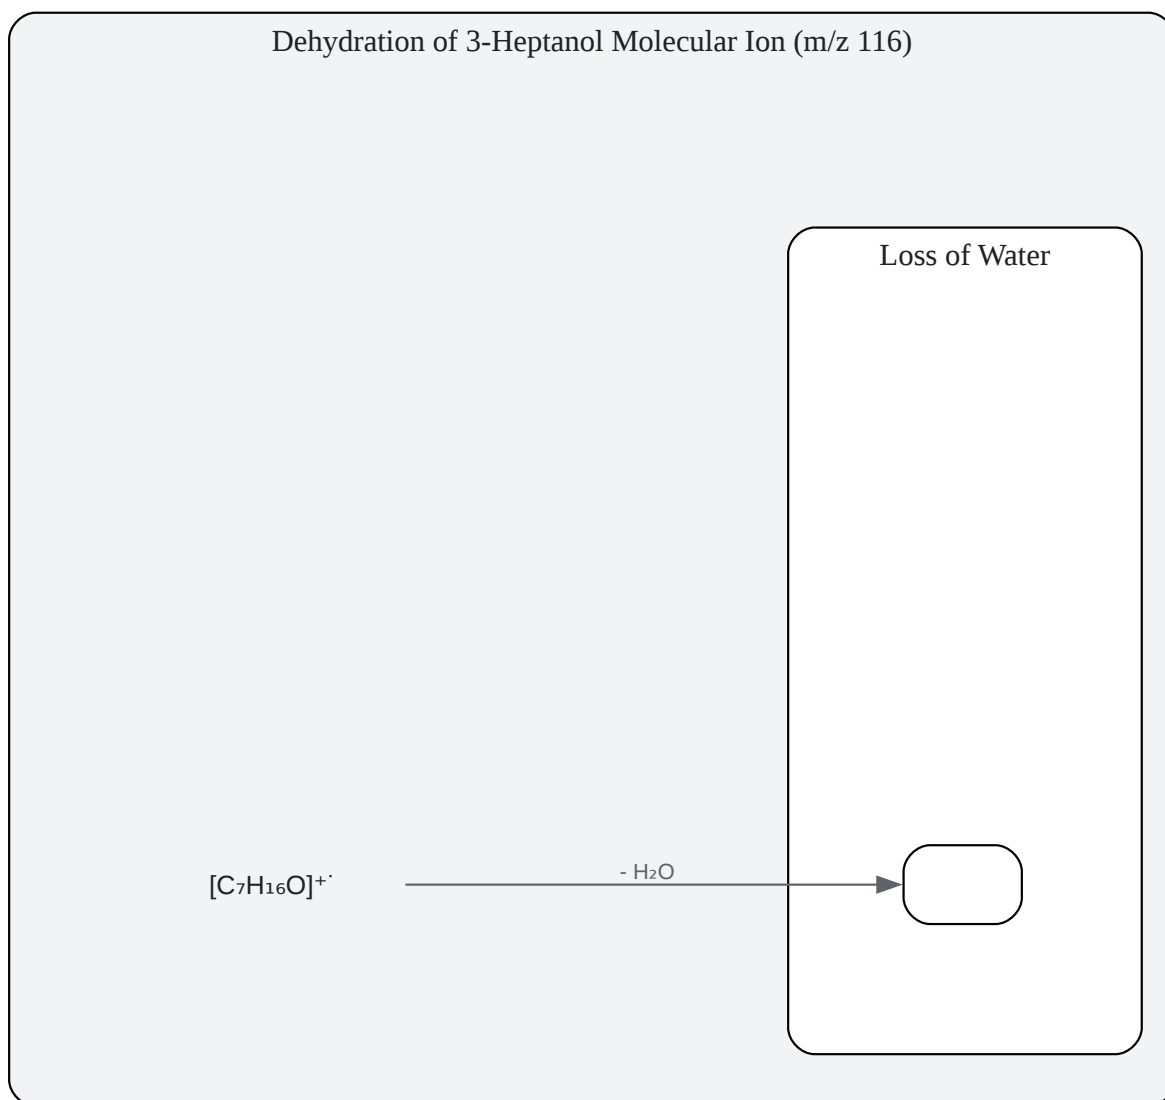 Dehydration of 3-Heptanol Molecular Ion (m/z 116)
Loss of Water
- H₂O
[C₇H₁₆O]⁺˙